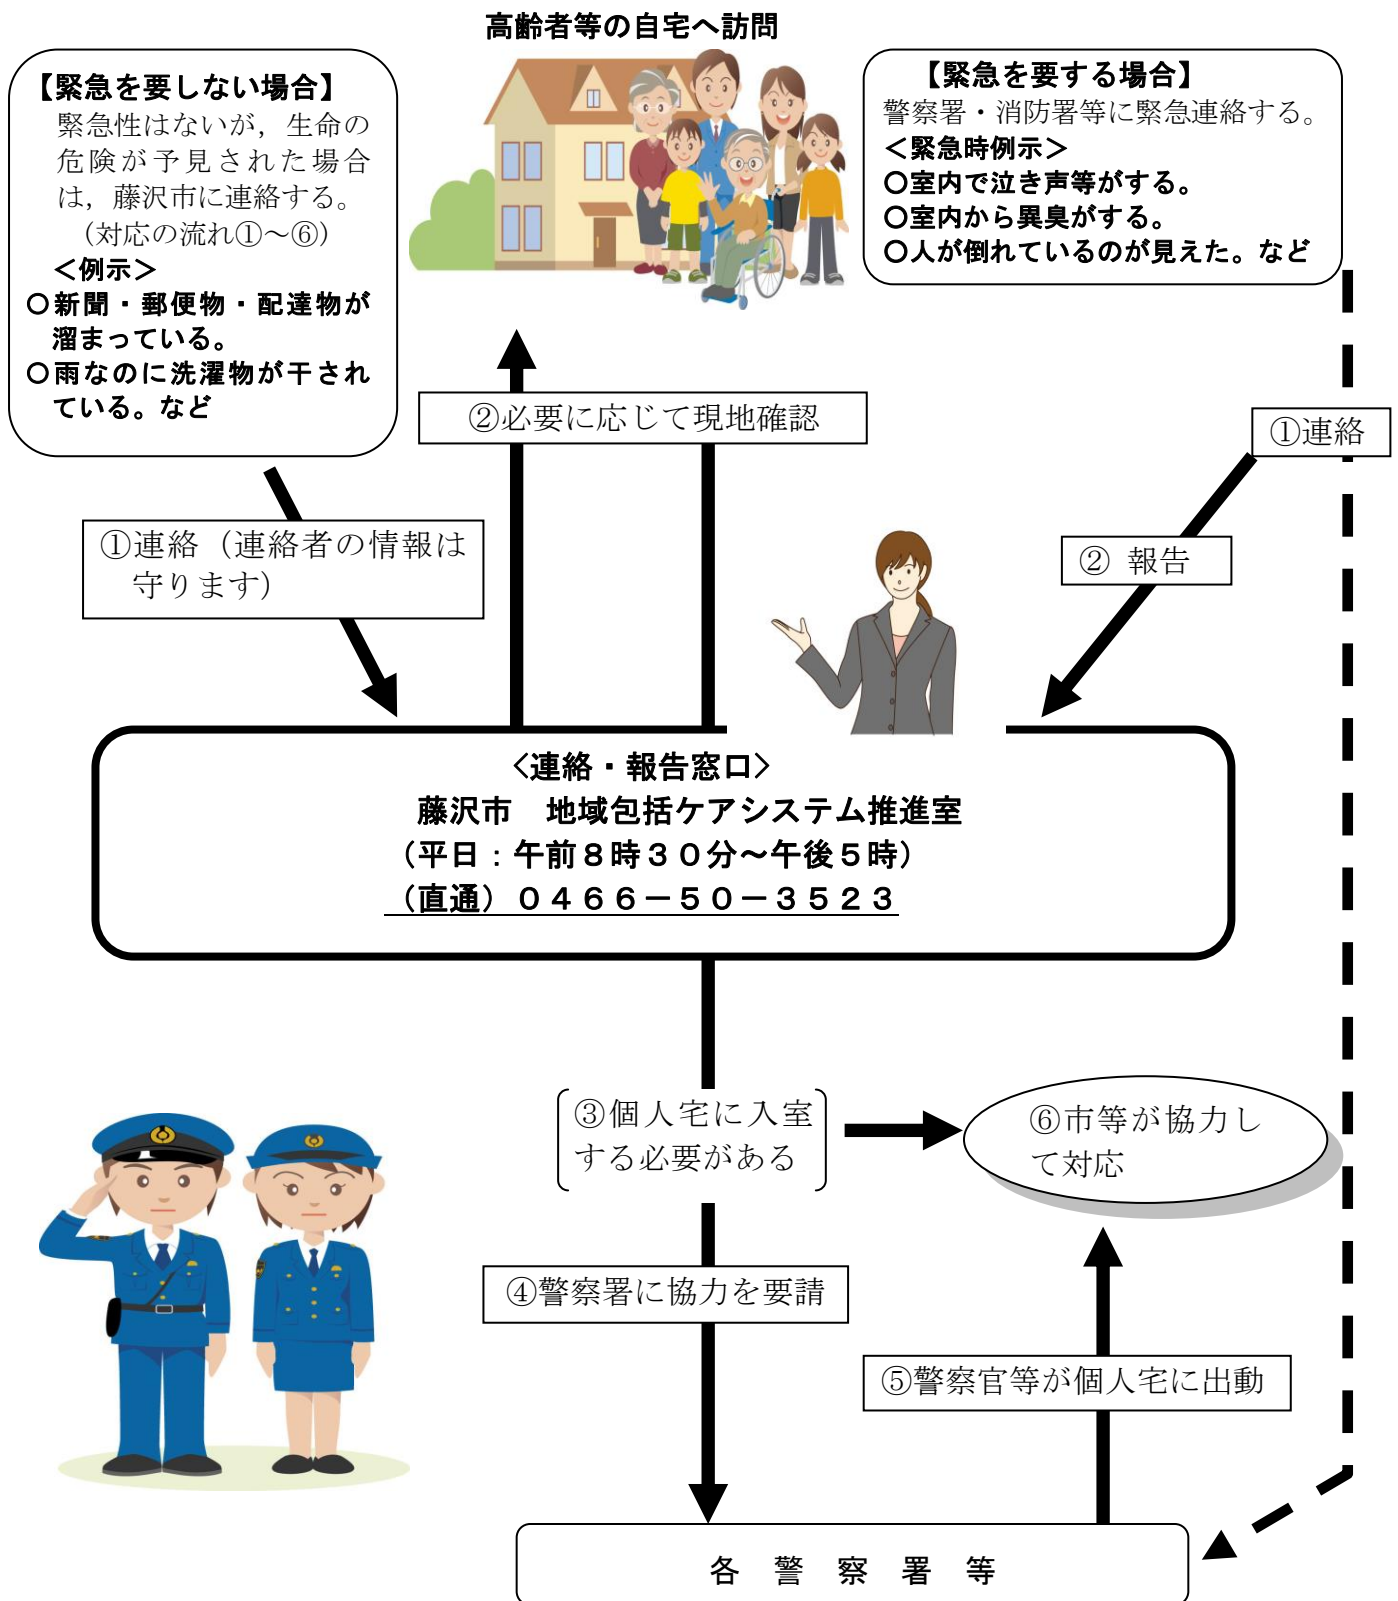 高齢者等の自宅へ訪問
【緊急を要しない場合】
緊急性はないが，生命の
危険が予見された場合
は，藤沢市に連絡する。
（対応の流れ①～⑥）
＜例示＞
〇新聞・郵便物・配達物が
溜まっている。
〇雨なのに洗濯物が干され
ている。など
【緊急を要する場合】
警察署・消防署等に緊急連絡する。
＜緊急時例示＞
〇室内で泣き声等がする。
〇室内から異臭がする。
〇人が倒れているのが見えた。など
②必要に応じて現地確認
①連絡
①連絡（連絡者の情報は
守ります）
② 報告
＜連絡・報告窓口＞
藤沢市　地域包括ケアシステム推進室
（平日：午前８時３０分～午後５時）
（直通）０４６６－５０－３５２３
③個人宅に入室
する必要がある
⑥市等が協力し
て対応
④警察署に協力を要請
⑤警察官等が個人宅に出動
各　警　察　署　等